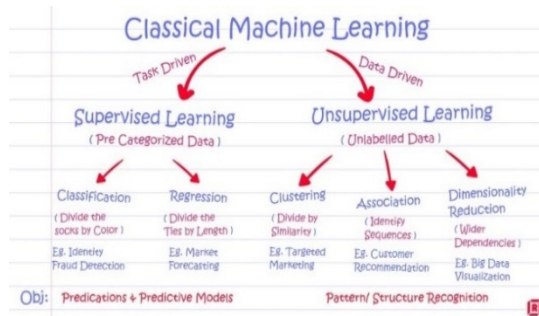 Classical Machine Learning
Task Driven
Data Driven
Supervised Learning
( Pre Categorized Data )
Unsupervised Learning
( Unlabelled Data )
Classification
( Divide the
socks by Color )
Eg. Identity
Fraud Detection
Regression
( Divide the
Ties by Length )
Eg. Market
Forecasting
Clustering
( Divide by
Similarity )
Eg. Targeted
Marketing
Association
( Identify
Sequences )
Eg. Customer
Recommendation
Dimensionality
Reduction
( Wider
Dependencies )
Eg. Big Data
Visualization
Obj: Predications & Predictive Models
Pattern/ Structure Recognition